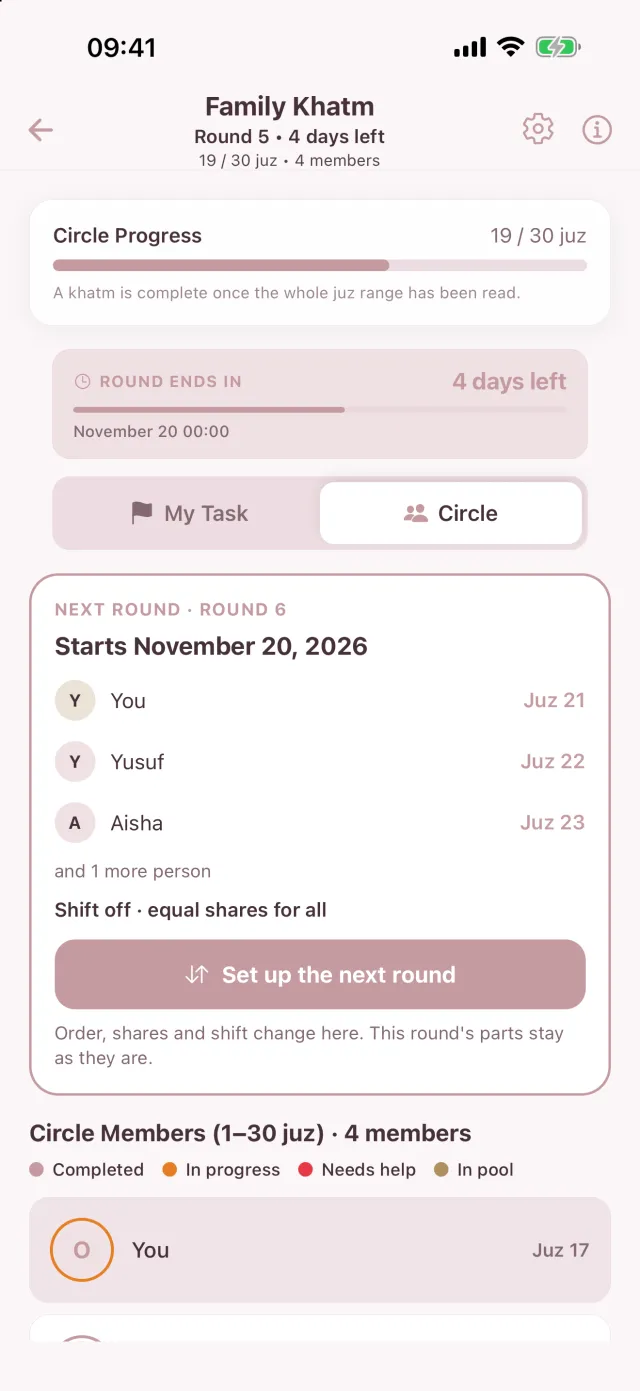 09:41
Family Khatm
Round 5 • 4 days left
19 / 30 juz • 4 members
Circle Progress 19 / 30 juz
A khatm is complete once the whole juz range has been read.
ROUND ENDS IN 4 days left
November 20 00:00
My Task Circle
NEXT ROUND · ROUND 6
Starts November 20, 2026
Y You Juz 21
Y Yusuf Juz 22
A Aisha Juz 23
and 1 more person
Shift off · equal shares for all
Set up the next round
Order, shares and shift change here. This round's parts stay
as they are.
Circle Members (1–30 juz) · 4 members
Completed In progress Needs help In pool
O You Juz 17